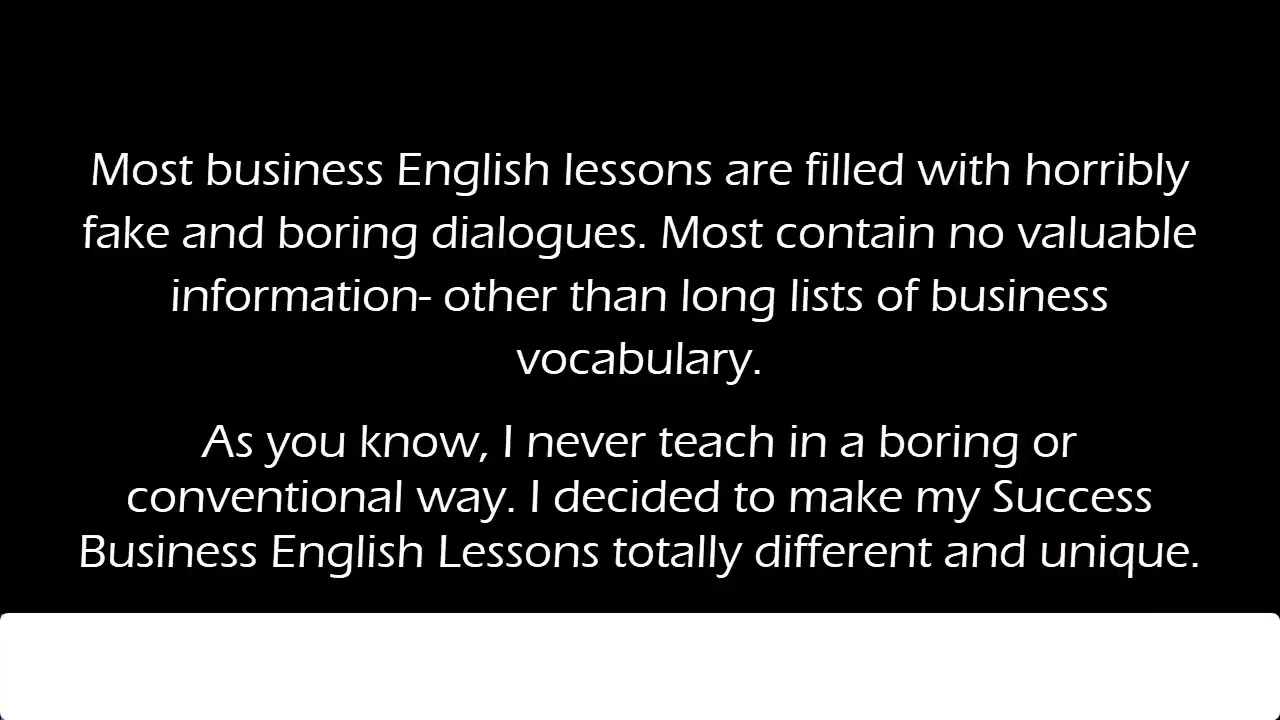 Most business English lessons are filled with horribly
fake and boring dialogues. Most contain no valuable
information- other than long lists of business
vocabulary.
As you know, I never teach in a boring or
conventional way. I decided to make my Success
Business English Lessons totally different and unique.